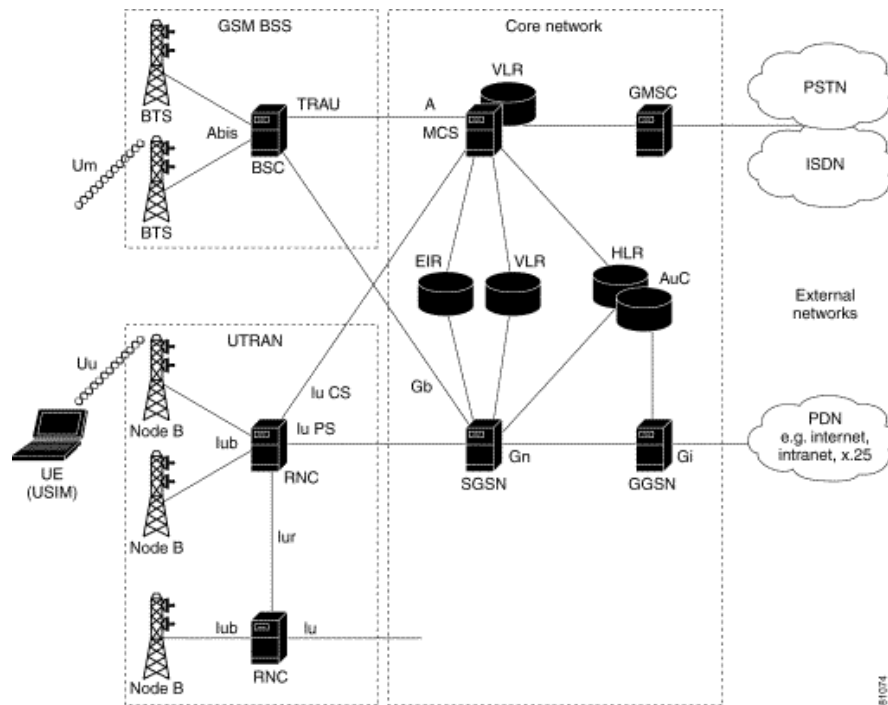 GSM BSS
Core network
VLR
GMSC
PSTN
TRAU
A
BTS
Abis
MCS
BSC
Um
ISDN
BTS
EIR
VLR
HLR
AuC
External
networks
UTRAN
Uu
Iu CS
Gb
Node B
Iu PS
PDN
e.g. internet,
intranet, x.25
Iub
Gn
Gi
UE
(USIM)
RNC
SGSN
GGSN
Node B
Iur
Iub
Iu
Node B
RNC
81074